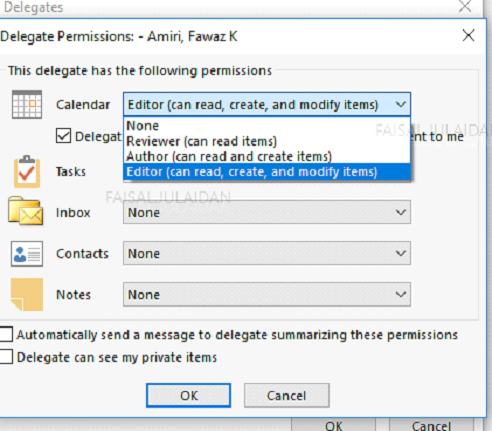 Delegates
Delegate Permissions: - Amiri, Fawaz K
This delegate has the following permissions
Calendar Editor (can read, create, and modify items)
None
Delegat ent to me
Reviewer (can read items)
Author (can read and create items)
Tasks Editor (can read, create, and modify items)
FAISALJULAIDAN
FAISALJULAIDAN
Inbox None
Contacts None
Notes None
Automatically send a message to delegate summarizing these permissions
Delegate can see my private items
OK Cancel
OK Cancel